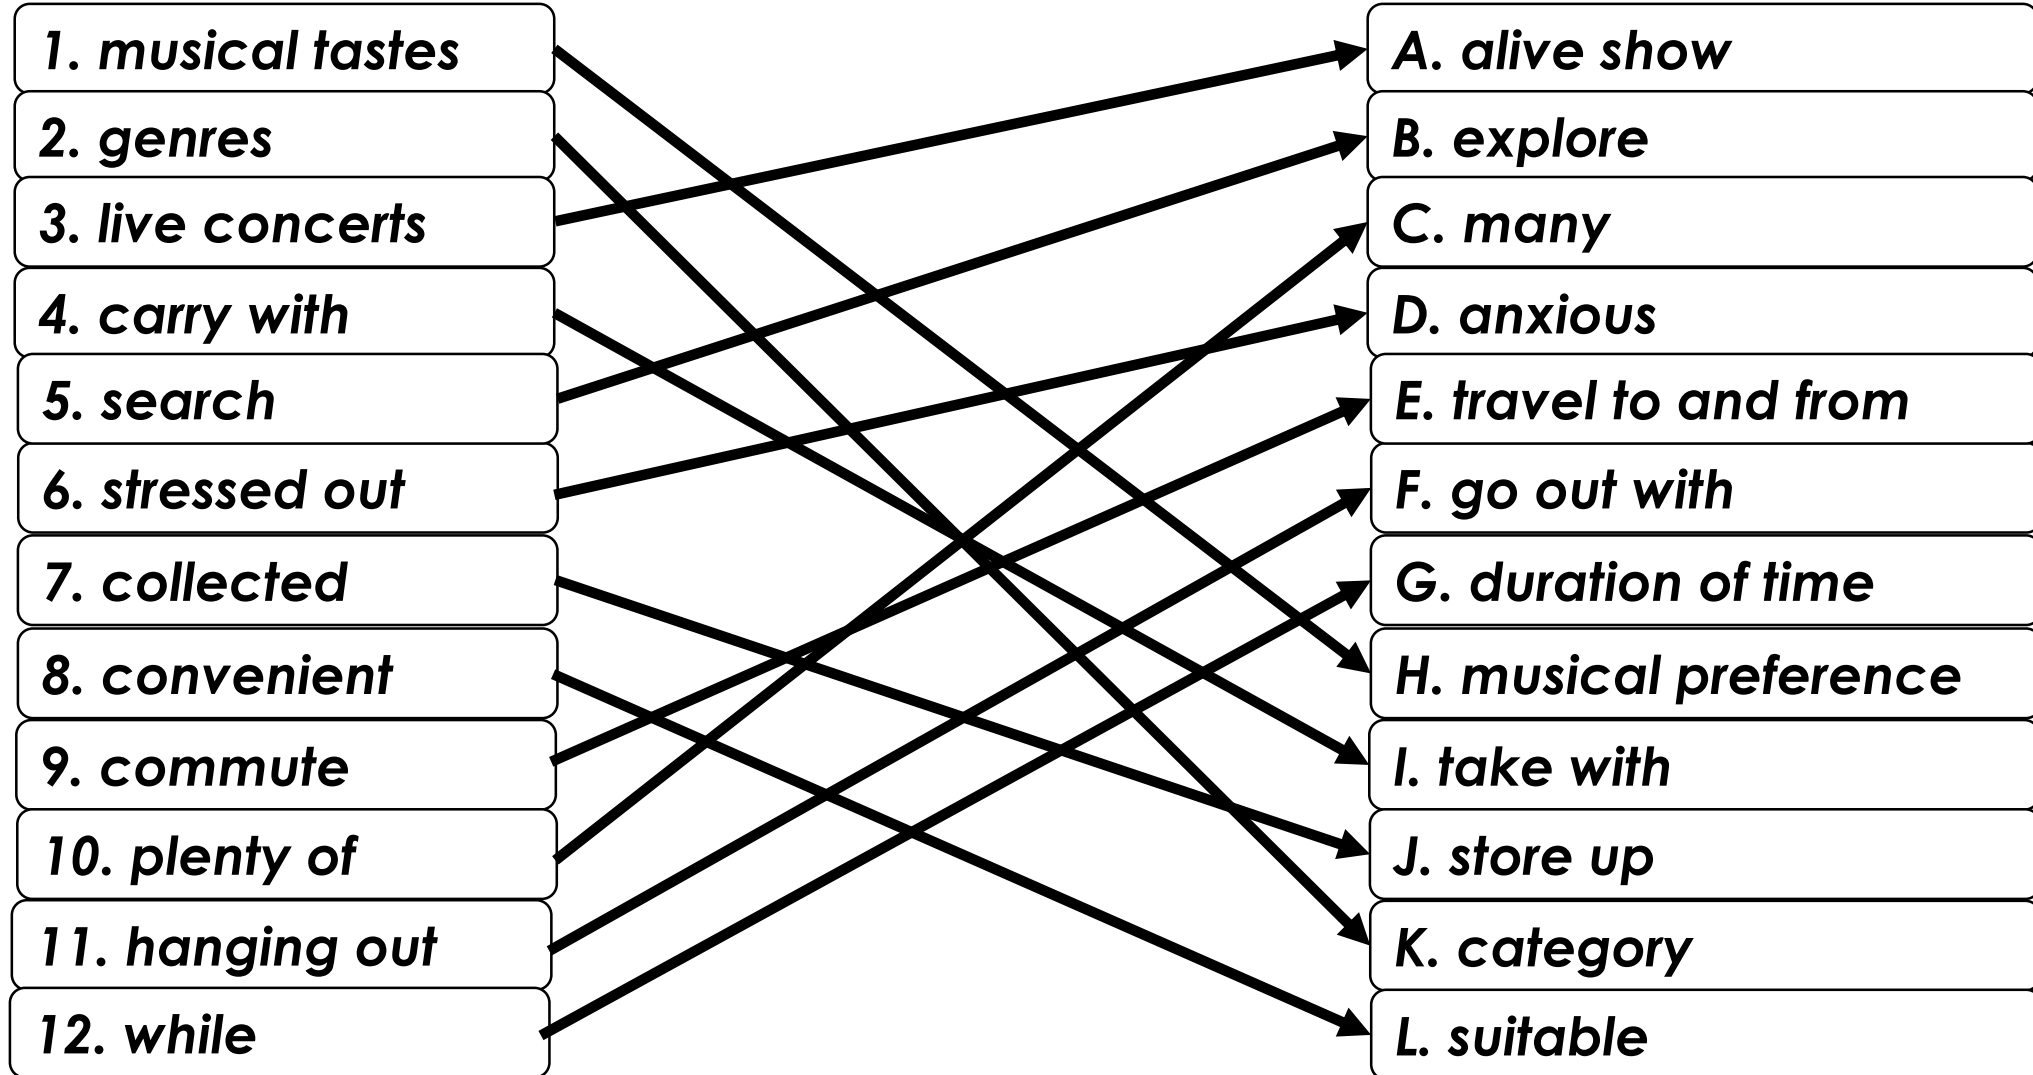 1. musical tastes
2. genres
3. live concerts
4. carry with
5. search
6. stressed out
7. collected
8. convenient
9. commute
10. plenty of
11. hanging out
12. while
A. alive show
B. explore
C. many
D. anxious
E. travel to and from
F. go out with
G. duration of time
H. musical preference
I. take with
J. store up
K. category
L. suitable